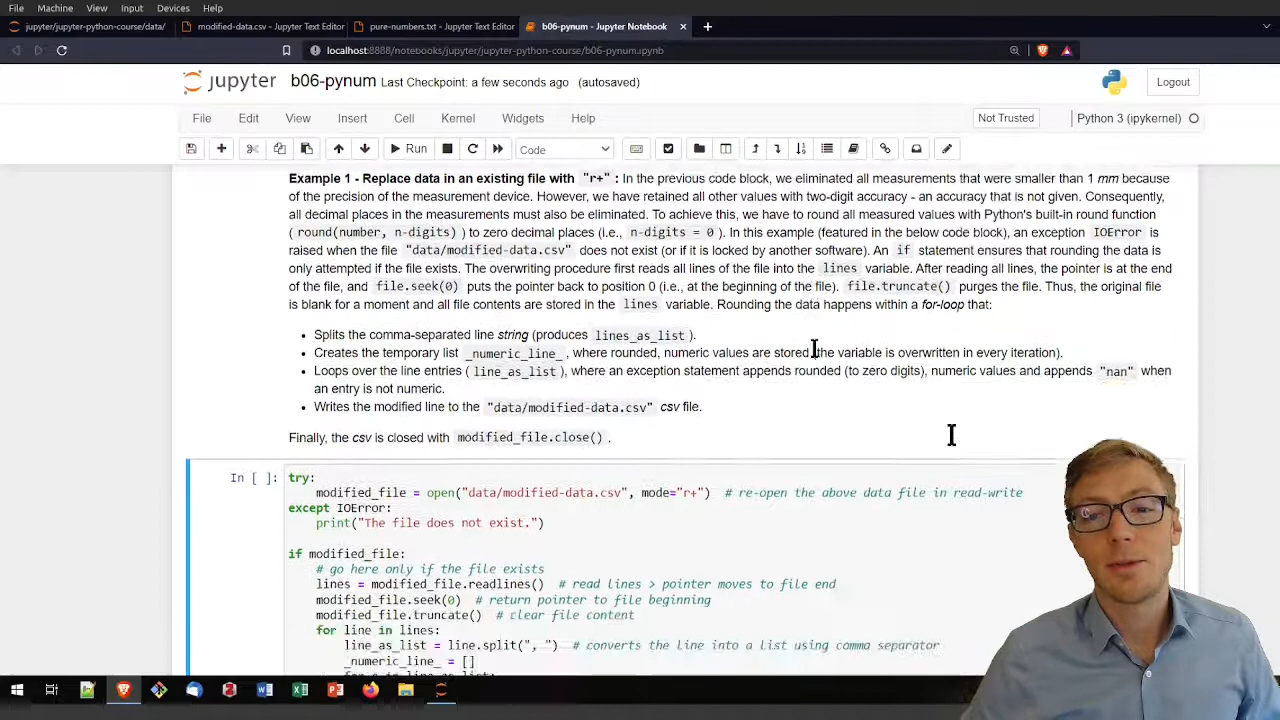 File Machine View Input Devices Help
jupyter/jupyter-python-course/data/ modified-data.csv - Jupyter Text Editor pure-numbers.txt - Jupyter Text Editor b06-pynum - Jupyter Notebook
localhost:8888/notebooks/jupyter/jupyter-python-course/b06-pynum.ipynb
jupyter b06-pynum Last Checkpoint: a few seconds ago (autosaved) Logout
File Edit View Insert Cell Kernel Widgets Help Not Trusted Python 3 (ipykernel)
Run Code
Example 1 - Replace data in an existing file with "r+" : In the previous code block, we eliminated all measurements that were smaller than 1 mm because
of the precision of the measurement device. However, we have retained all other values with two-digit accuracy - an accuracy that is not given. Consequently,
all decimal places in the measurements must also be eliminated. To achieve this, we have to round all measured values with Python's built-in round function
( round(number, n-digits) ) to zero decimal places (i.e., n-digits = 0 ). In this example (featured in the below code block), an exception IOError is
raised when the file "data/modified-data.csv" does not exist (or if it is locked by another software). An if statement ensures that rounding the data is
only attempted if the file exists. The overwriting procedure first reads all lines of the file into the lines variable. After reading all lines, the pointer is at the end
of the file, and file.seek(0) puts the pointer back to position 0 (i.e., at the beginning of the file). file.truncate() purges the file. Thus, the original file
is blank for a moment and all file contents are stored in the lines variable. Rounding the data happens within a for-loop that:
• Splits the comma-separated line string (produces lines_as_list ).
• Creates the temporary list _numeric_line_ , where rounded, numeric values are stored (the variable is overwritten in every iteration).
• Loops over the line entries ( line_as_list ), where an exception statement appends rounded (to zero digits), numeric values and appends "nan" when
an entry is not numeric.
• Writes the modified line to the "data/modified-data.csv" csv file.
Finally, the csv is closed with modified_file.close() .
In [ ]: try:
modified_file = open("data/modified-data.csv", mode="r+") # re-open the above data file in read-write
except IOError:
print("The file does not exist.")
if modified_file:
# go here only if the file exists
lines = modified_file.readlines() # read lines > pointer moves to file end
modified_file.seek(0) # return pointer to file beginning
modified_file.truncate() # clear file content
for line in lines:
line_as_list = line.split(", ") # converts the line into a list using comma separator
_numeric_line_ = []